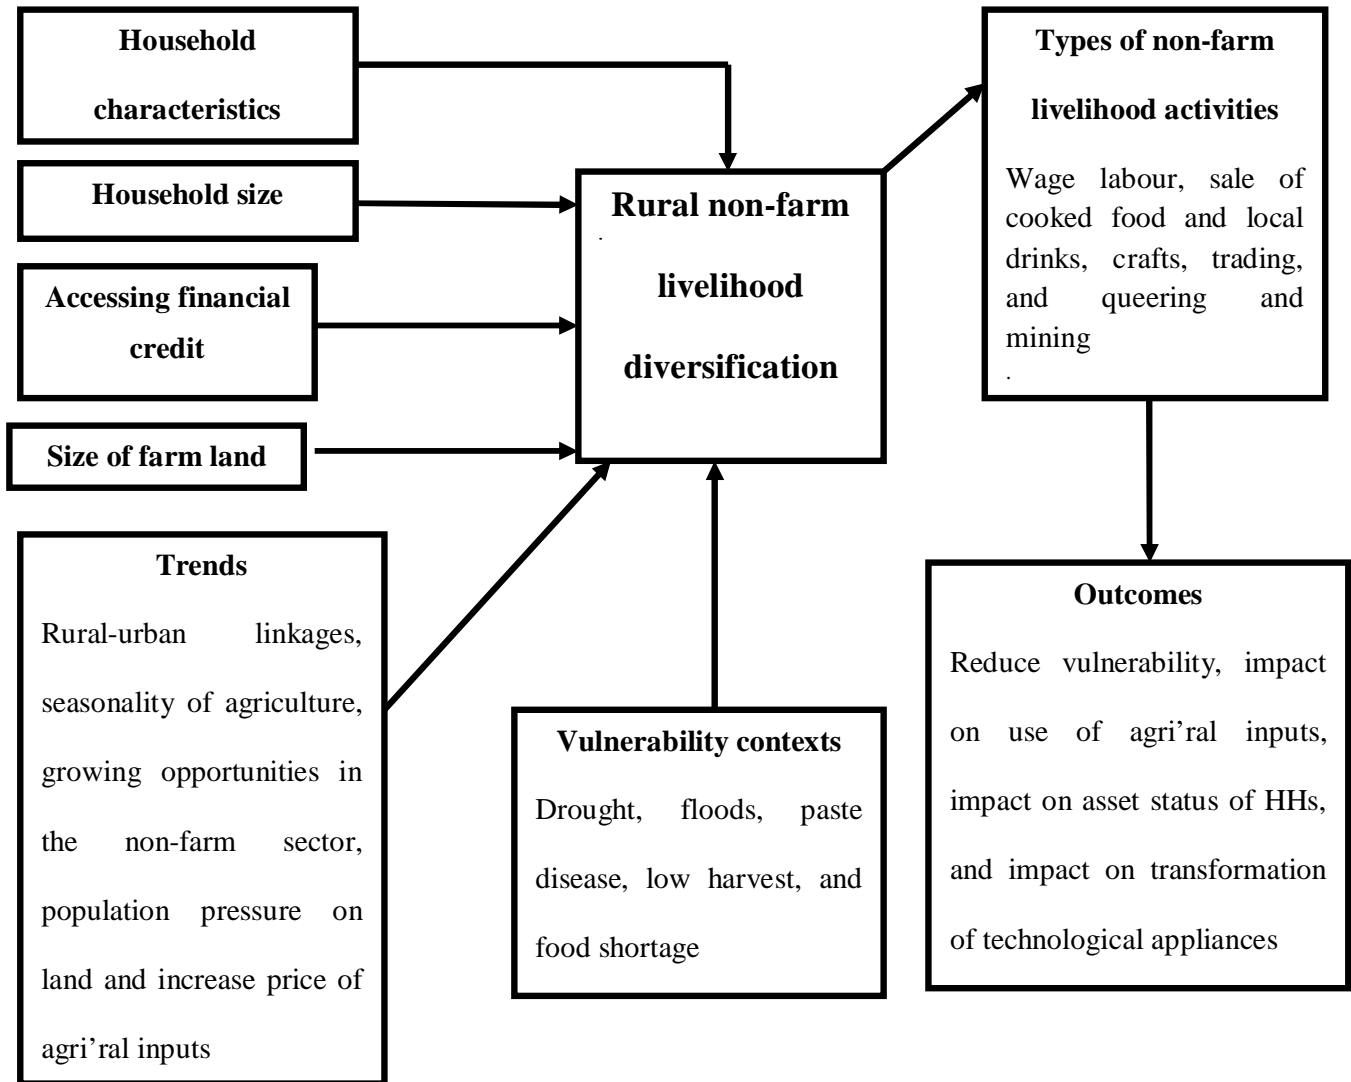 Household
characteristics
Household size
Accessing financial
credit
Size of farm land
Trends
Rural-urban linkages,
seasonality of agriculture,
growing opportunities in
the non-farm sector,
population pressure on
land and increase price of
agri’ral inputs
Rural non-farm
.
livelihood
diversification
Vulnerability contexts
Drought, floods, paste
disease, low harvest, and
food shortage
Types of non-farm
livelihood activities
Wage labour, sale of
cooked food and local
drinks, crafts, trading,
and queering and
mining
.
Outcomes
Reduce vulnerability, impact
on use of agri’ral inputs,
impact on asset status of HHs,
and impact on transformation
of technological appliances